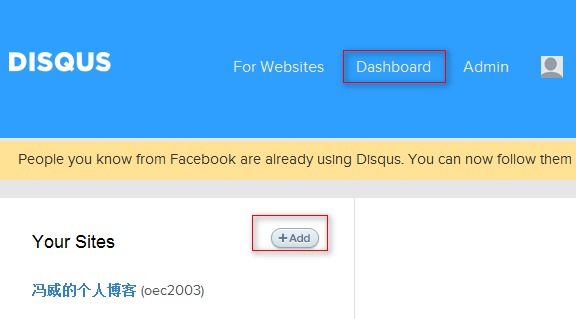 DISQUS
For Websites Dashboard Admin
People you know from Facebook are already using Disqus. You can now follow them
Your Sites +Add
冯威的个人博客 (oec2003)